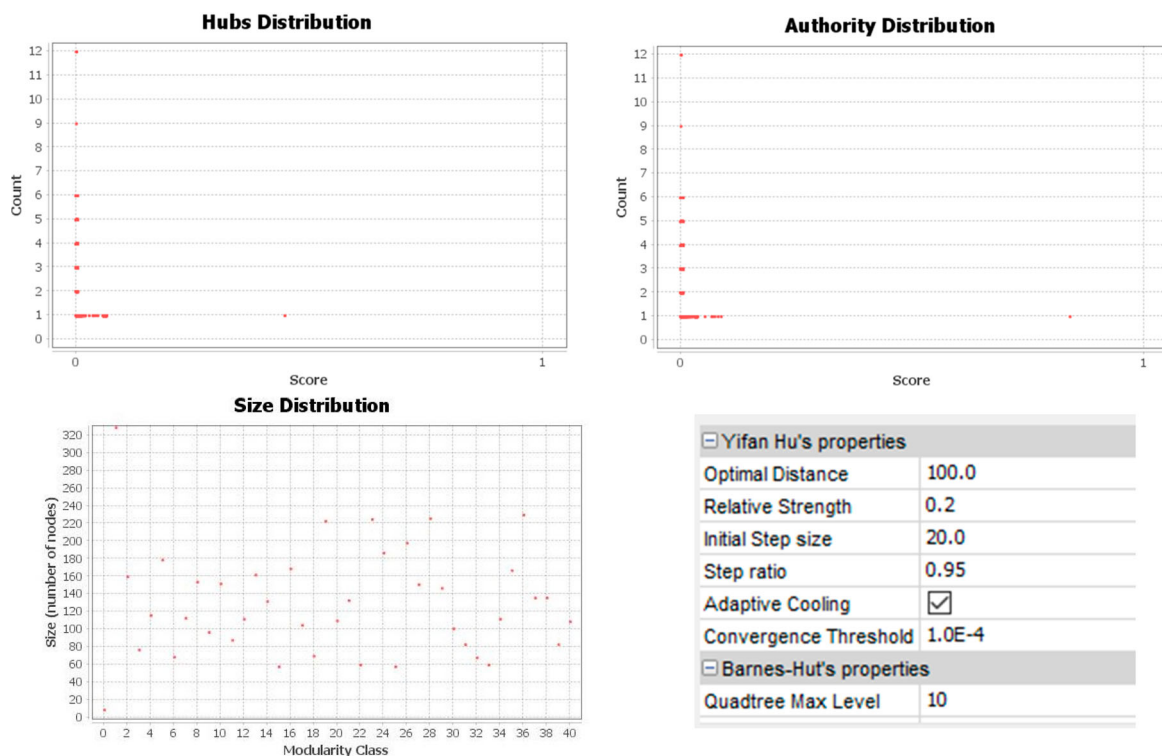 Hubs Distribution
12
11
10
9
8
7
6
5
4
3
2
1
0
Count
0 1
Score
Authority Distribution
12
11
10
9
8
7
6
5
4
3
2
1
0
Count
0 1
Score
Size Distribution
320
300
280
260
240
220
200
180
160
140
120
100
80
60
40
20
0
Size (number of nodes)
0 2 4 6 8 10 12 14 16 18 20 22 24 26 28 30 32 34 36 38 40
Modularity Class
Yifan Hu's properties
Optimal Distance 100.0
Relative Strength 0.2
Initial Step size 20.0
Step ratio 0.95
Adaptive Cooling
Convergence Threshold 1.0E-4
Barnes-Hut's properties
Quadtree Max Level 10